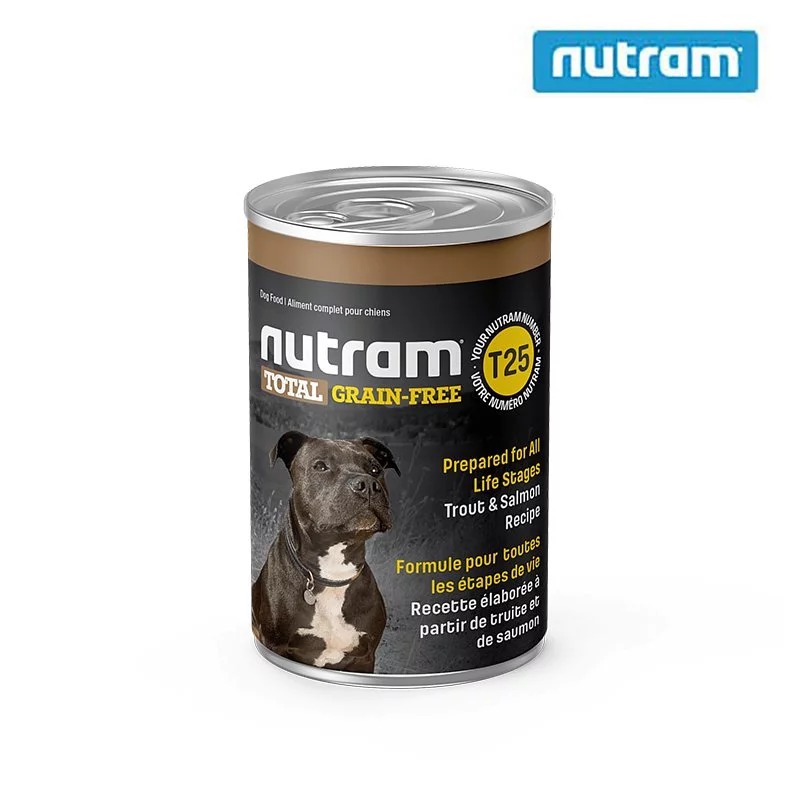 nutram
Dog Food | Aliment complet pour chiens
nutram
TOTAL GRAIN-FREE
YOUR NUTRAM NUMBER
T25
VOTRE NUMÉRO NUTRAM
Prepared for All
Life Stages
Trout & Salmon
Recipe
Formule pour toutes
les étapes de vie
Recette élaborée à
partir de truite et
de saumon